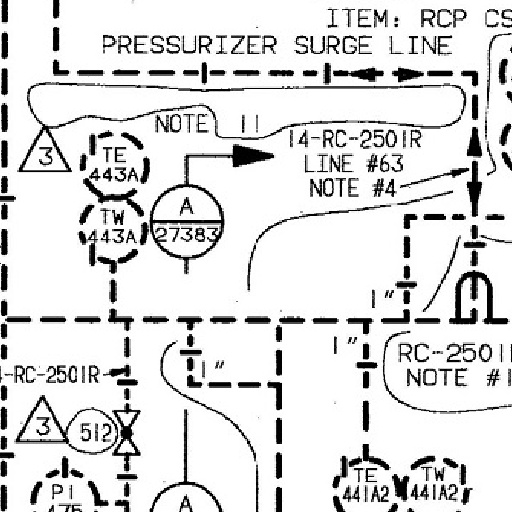 ITEM: RCP
PRESSURIZER SURGE LINE
NOTE 11
3
TE
443A
14-RC-2501R
LINE #63
NOTE #4
TW
443A
A
27383
1"
1"
1"
-RC-2501R
RC-2501
NOTE #1
3
512
PI
475
A
TE
441A2
TW
441A2